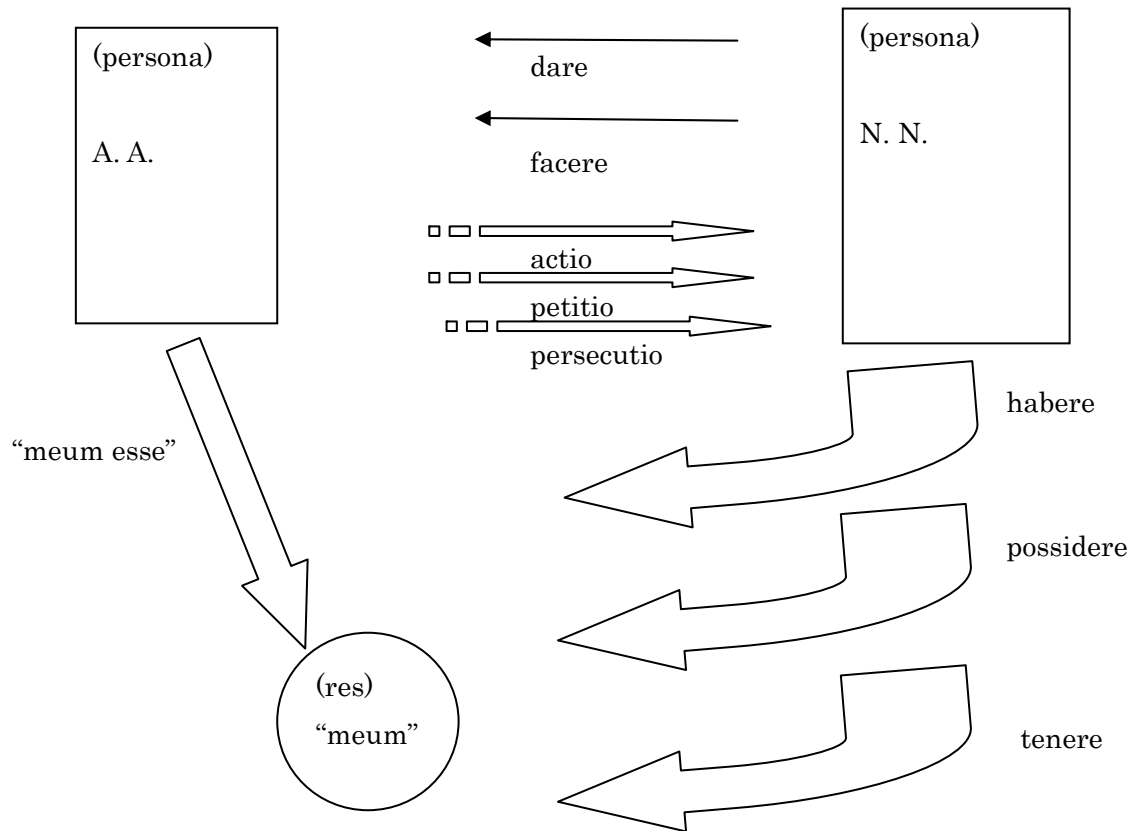 (persona)
A. A.
dare
facere
actio
petitio
persecutio
(persona)
N. N.
“meum esse”
(res)
“meum”
habere
possidere
tenere